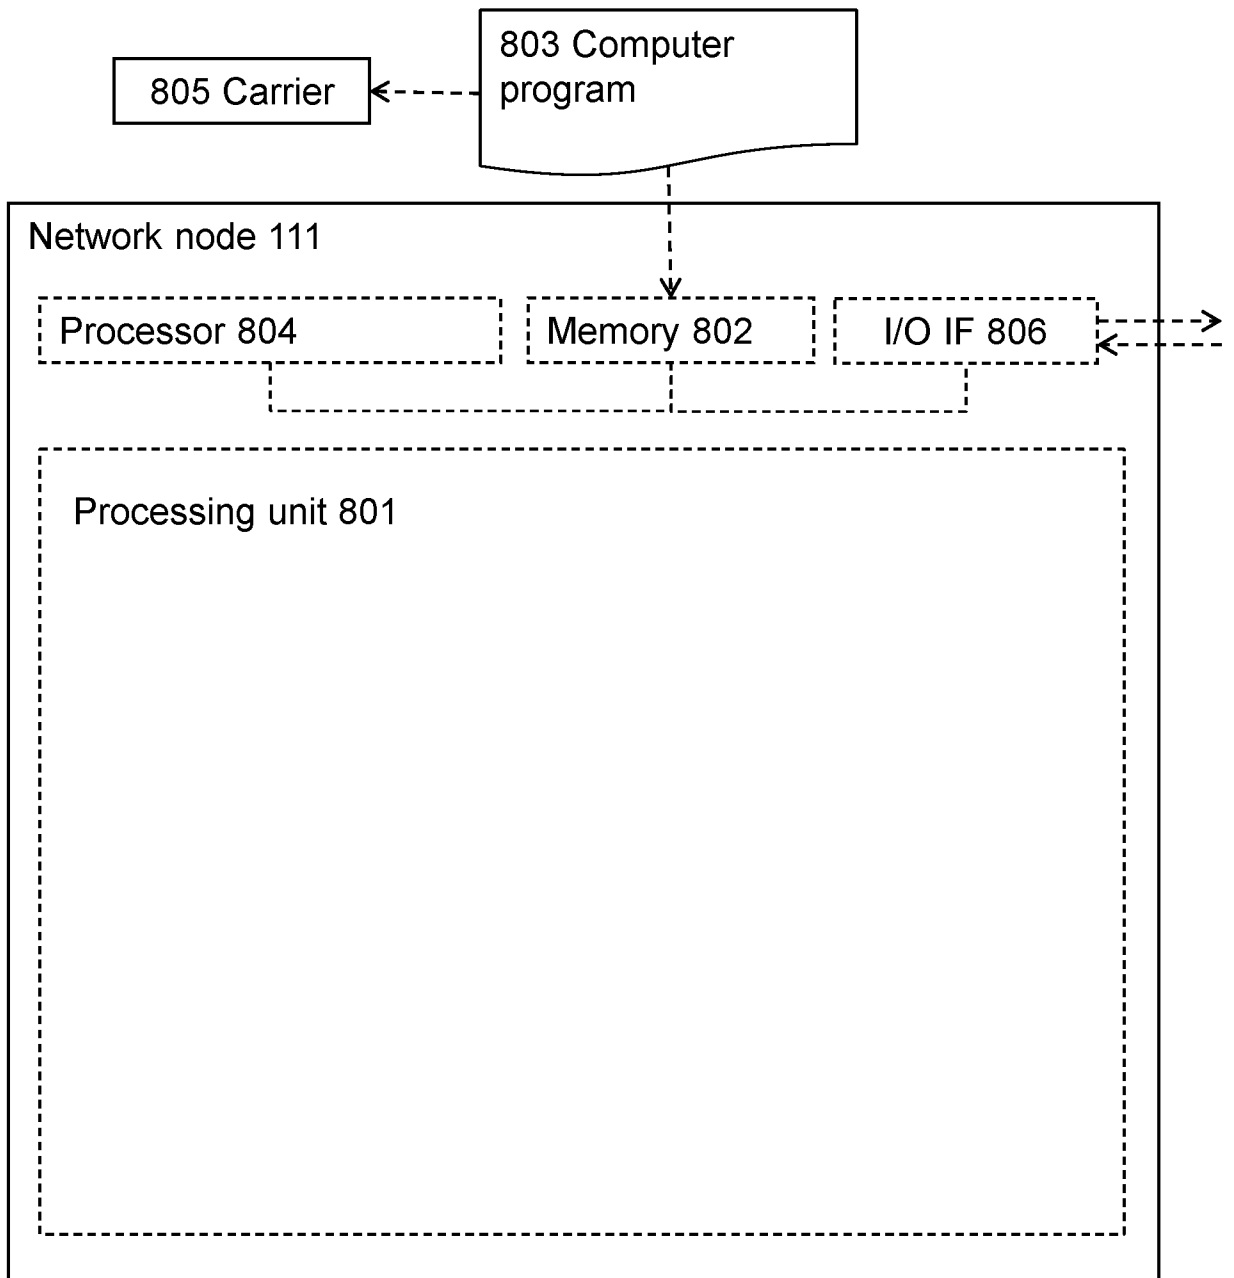 803 Computer
program
805 Carrier
Network node 111
Processor 804
Memory 802
I/O IF 806
Processing unit 801